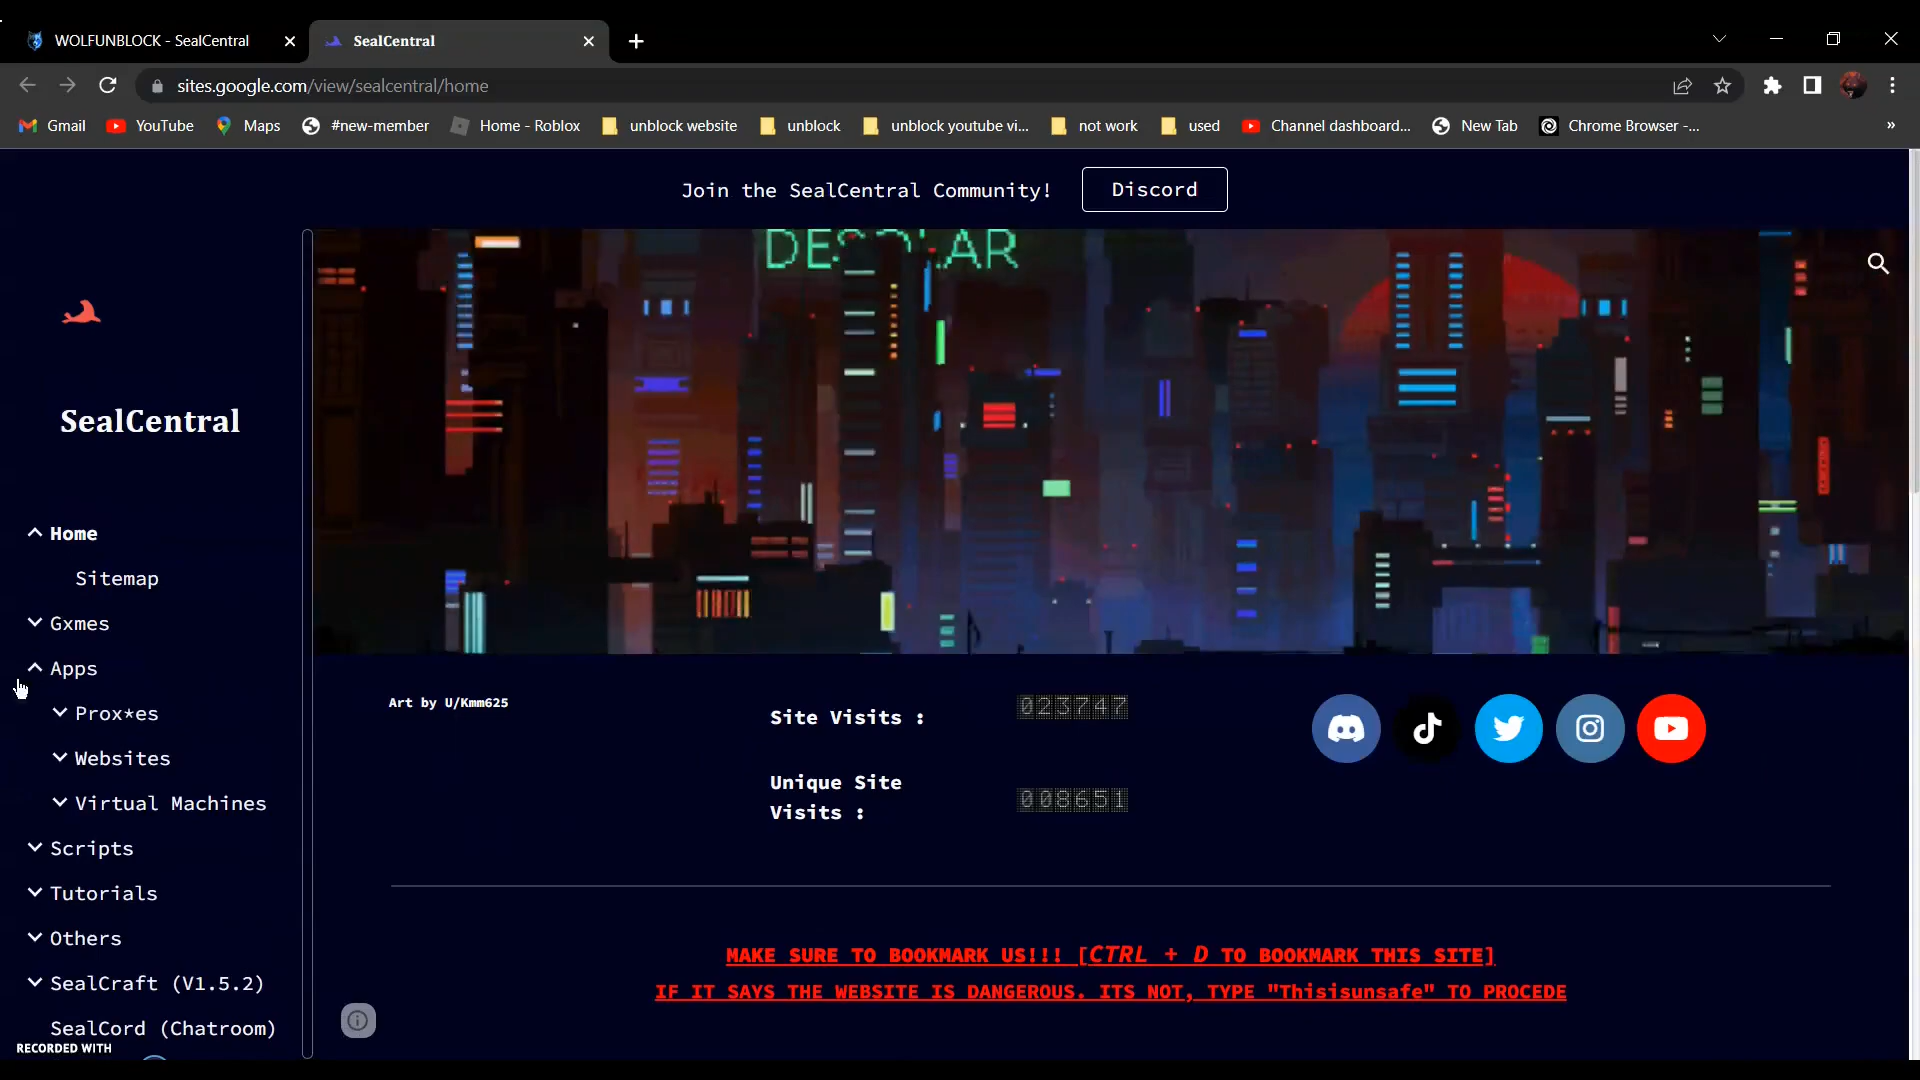 WOLFUNBLOCK - SealCentral
SealCentral
sites.google.com/view/sealcentral/home
Gmail
YouTube
Maps
#new-member
Home - Roblox
unblock website
unblock
unblock youtube vi...
not work
used
Channel dashboard...
New Tab
Chrome Browser -...
»
Join the SealCentral Community!
Discord
SealCentral
Home
Sitemap
Gxmes
Apps
Prox*es
Websites
Virtual Machines
Scripts
Tutorials
Others
SealCraft (V1.5.2)
SealCord (Chatroom)
RECORDED WITH
Art by U/Kmm625
Site Visits :
023747
Unique Site
Visits :
008651
MAKE SURE TO BOOKMARK US!!! [CTRL + D TO BOOKMARK THIS SITE]
IF IT SAYS THE WEBSITE IS DANGEROUS. ITS NOT, TYPE "Thisisunsafe" TO PROCEDE